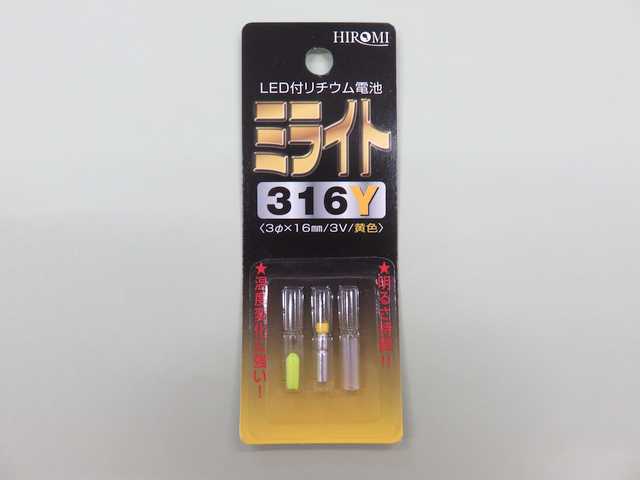 HIROMI
LED付リチウム電池
ミライト
316Y
〈3φ×16mm/3V/黄色〉
★温度変化に強い!
★明るさ持続!!